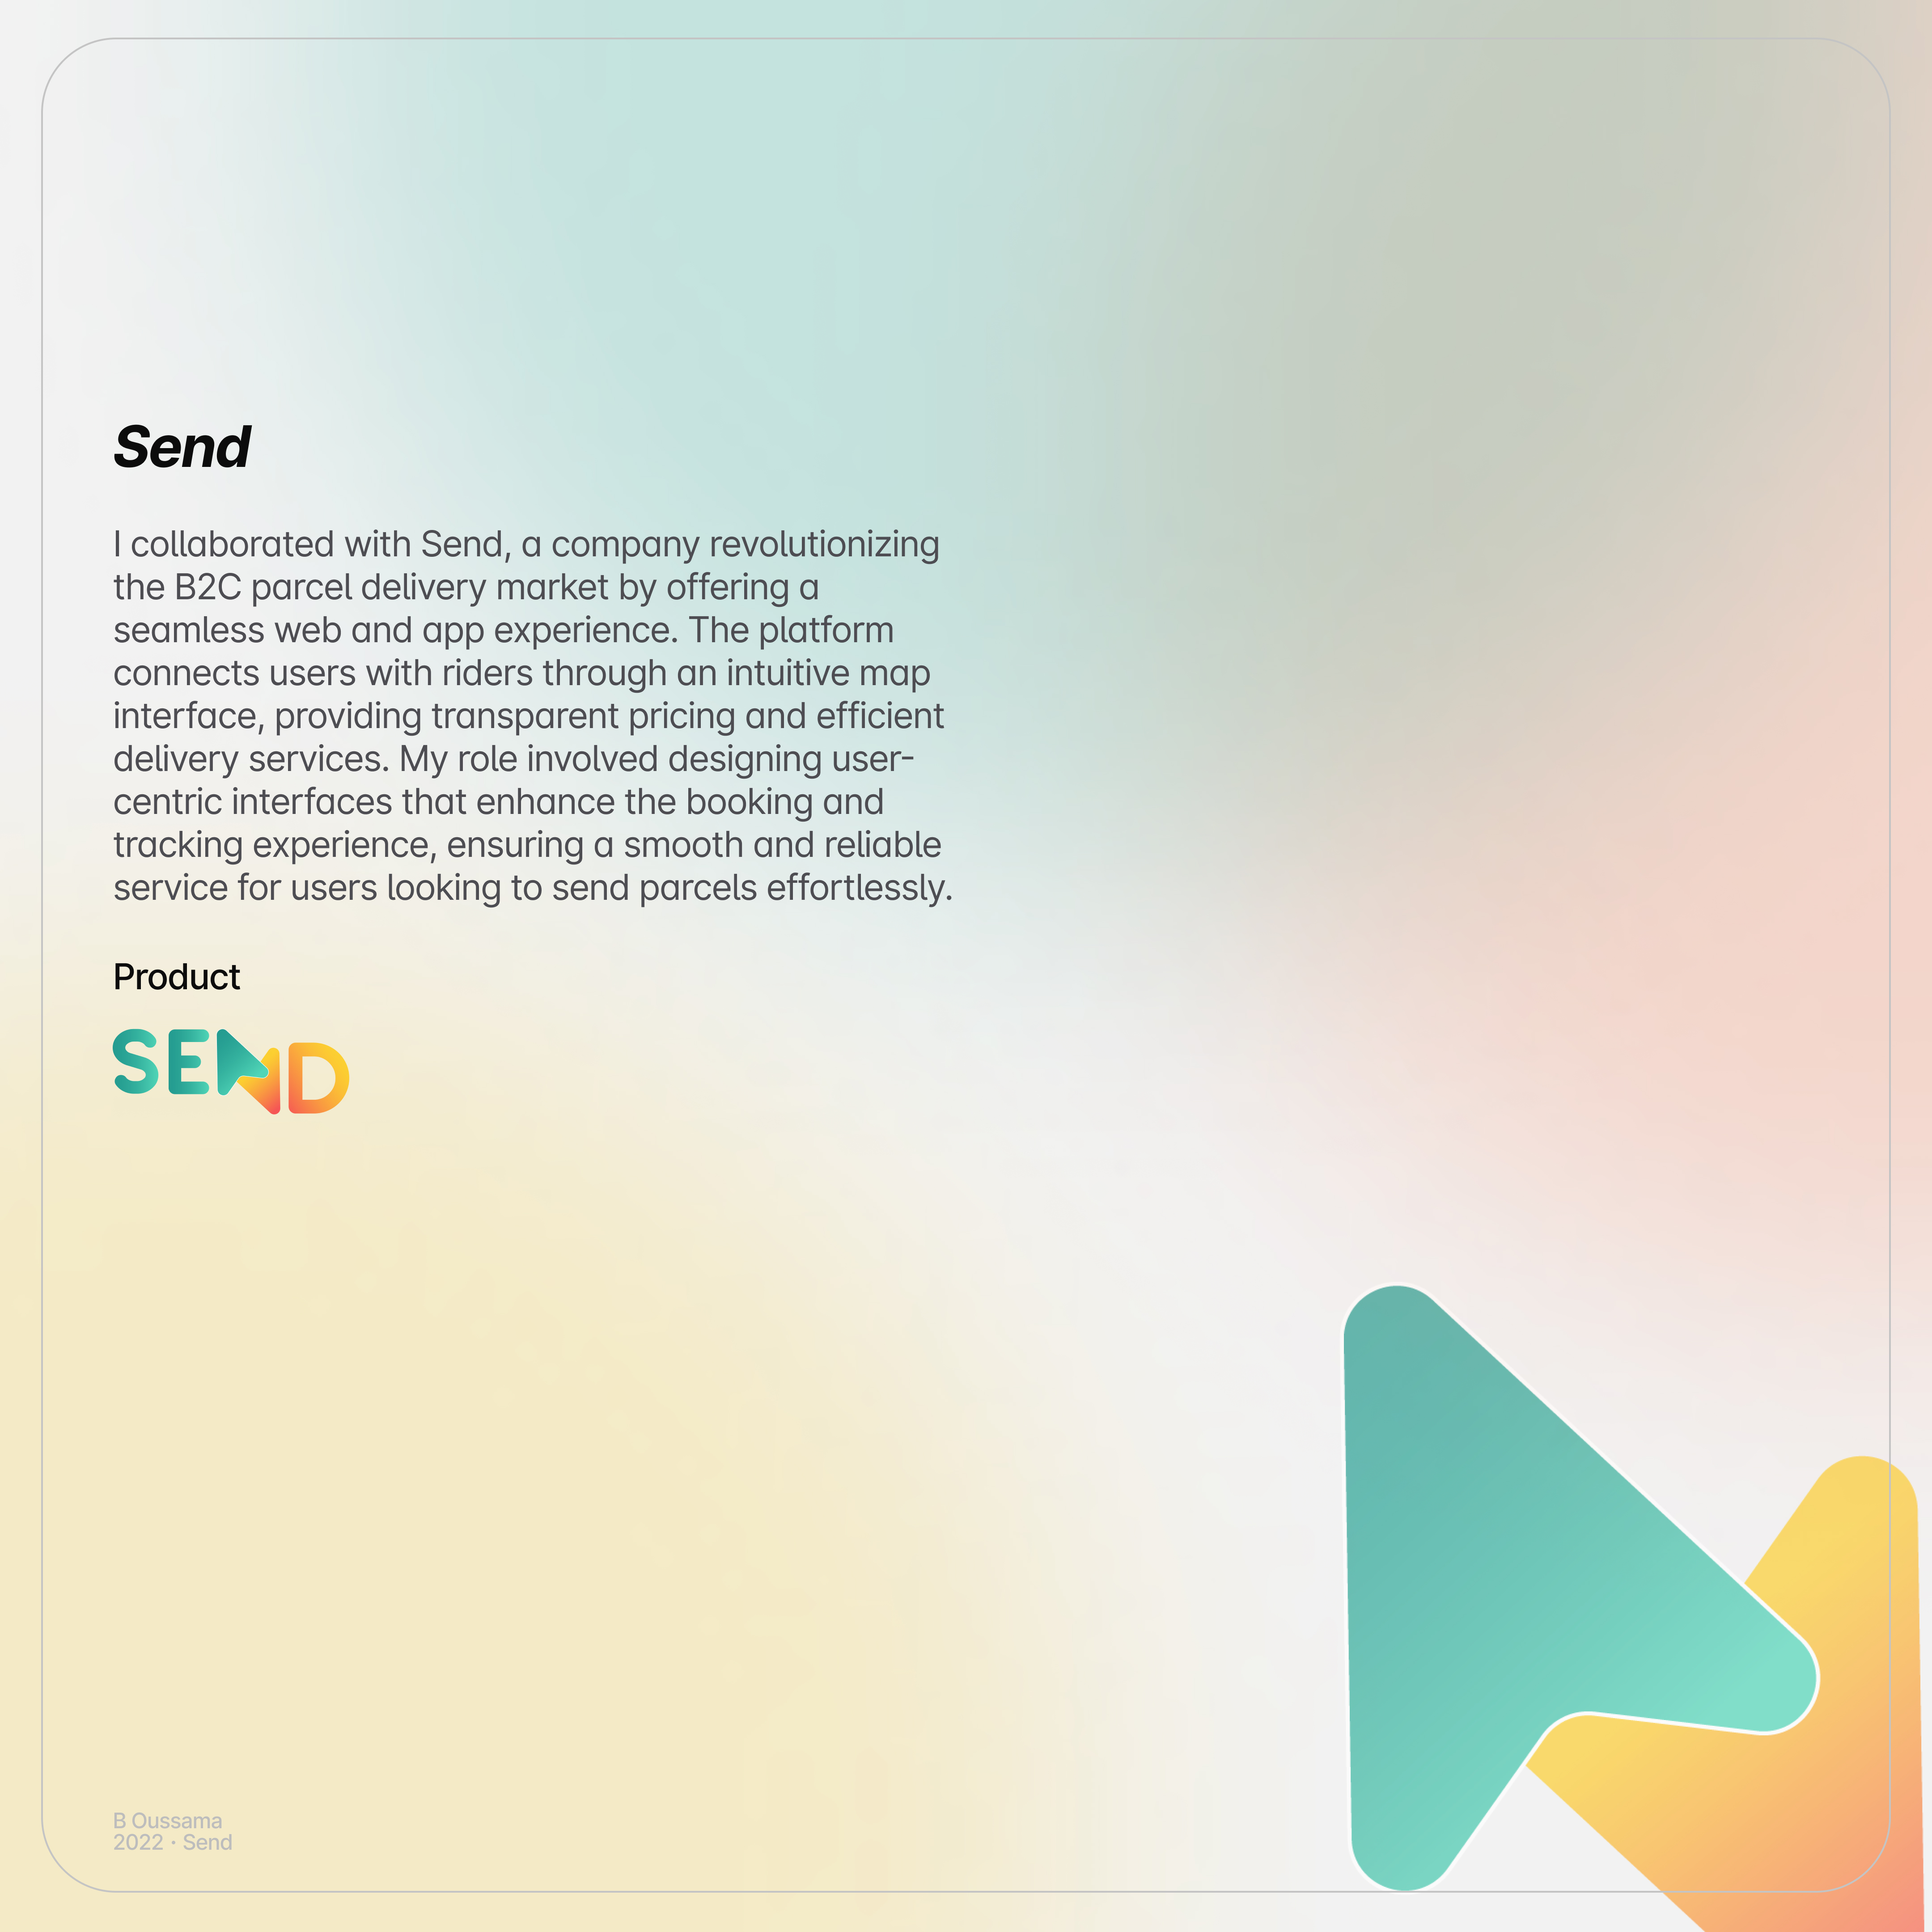 Send
I collaborated with Send, a company revolutionizing
the B2C parcel delivery market by offering a
seamless web and app experience. The platform
connects users with riders through an intuitive map
interface, providing transparent pricing and efficient
delivery services. My role involved designing user-
centric interfaces that enhance the booking and
tracking experience, ensuring a smooth and reliable
service for users looking to send parcels effortlessly.
Product
SEND
B Oussama
2022 · Send